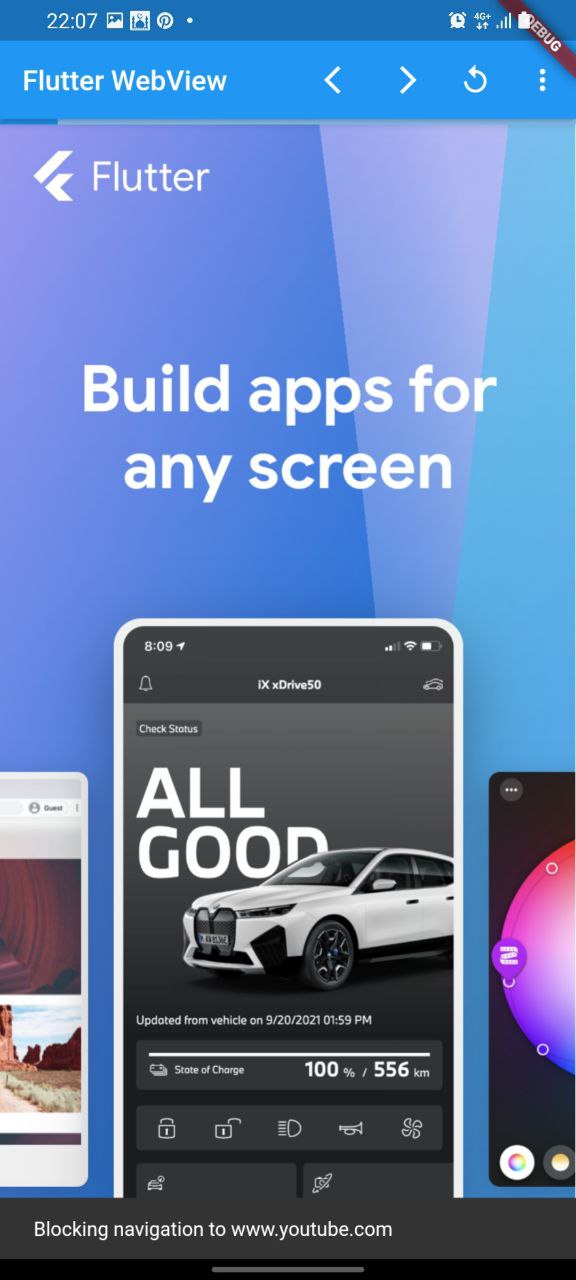 22:07
4G+
DEBUG
Flutter WebView
Flutter
Build apps for
any screen
8:09
iX xDrive50
Check Status
ALL
GOOD
Guest
Updated from vehicle on 9/20/2021 01:59 PM
State of Charge
100 % / 556 km
Blocking navigation to www.youtube.com